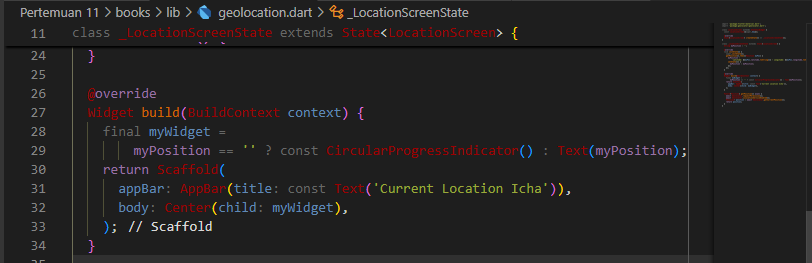 Pertemuan 11 > books > lib > geolocation.dart > _LocationScreenState
11 class _LocationScreenState extends State<LocationScreen> {
24 }
25
26 @override
27 Widget build(BuildContext context) {
28 final myWidget =
29 myPosition == '' ? const CircularProgressIndicator() : Text(myPosition);
30 return Scaffold(
31 appBar: AppBar(title: const Text('Current Location Icha')),
32 body: Center(child: myWidget),
33 ); // Scaffold
34 }